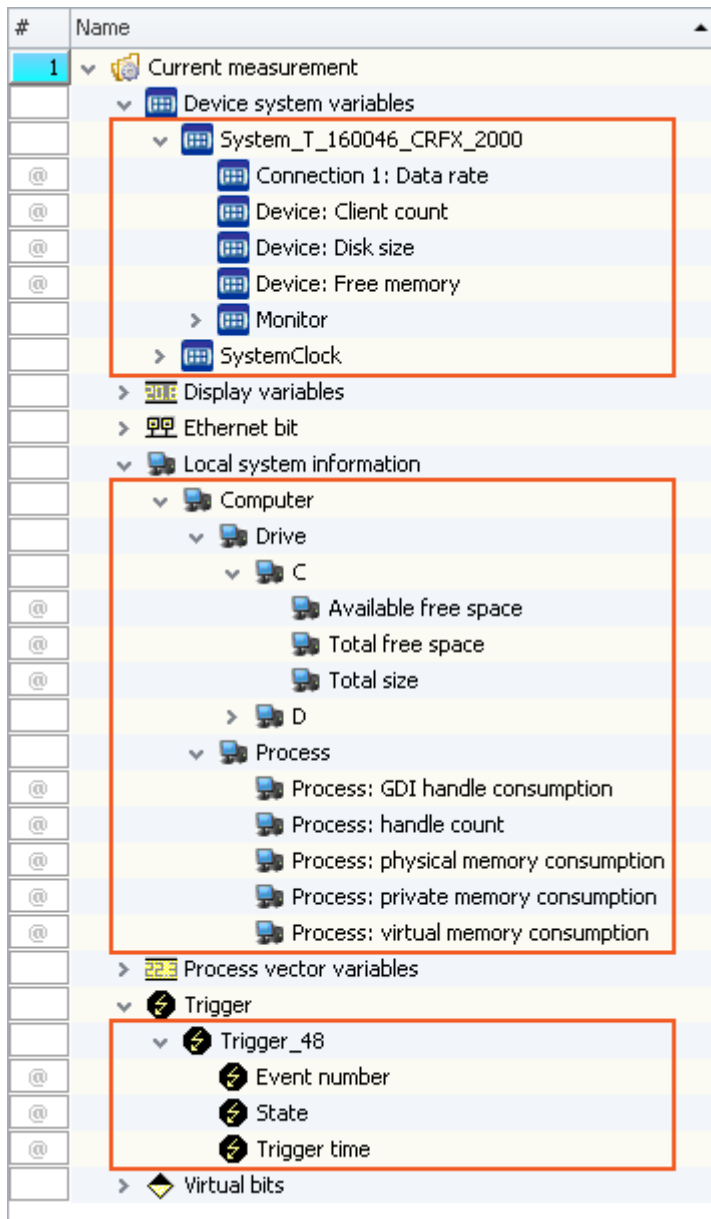 # Name
1 Current measurement
Device system variables
System_T_160046_CRFX_2000
@ Connection 1: Data rate
@ Device: Client count
@ Device: Disk size
@ Device: Free memory
Monitor
SystemClock
Display variables
Ethernet bit
Local system information
Computer
Drive
C
@ Available free space
@ Total free space
@ Total size
D
Process
@ Process: GDI handle consumption
@ Process: handle count
@ Process: physical memory consumption
@ Process: private memory consumption
@ Process: virtual memory consumption
22.3 Process vector variables
Trigger
Trigger_48
@ Event number
@ State
@ Trigger time
Virtual bits